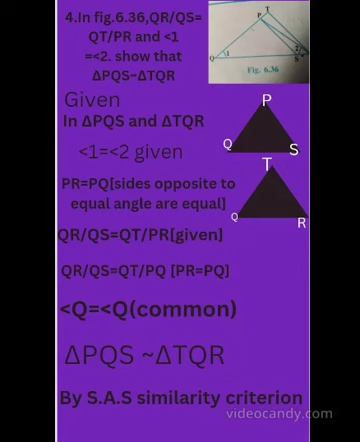 4.In fig.6.36,QR/QS=
QT/PR and <1
=<2. show that
ΔPQS~ΔTQR
T
P
Q
1
2
S
Fig. 6.36
Given
In ΔPQS and ΔTQR
<1=<2 given
P
Q
S
PR=PQ[sides opposite to
equal angle are equal]
T
Q
R
QR/QS=QT/PR[given]
QR/QS=QT/PQ [PR=PQ]
<Q=<Q(common)
ΔPQS ~ΔTQR
By S.A.S similarity criterion
videocandy.com